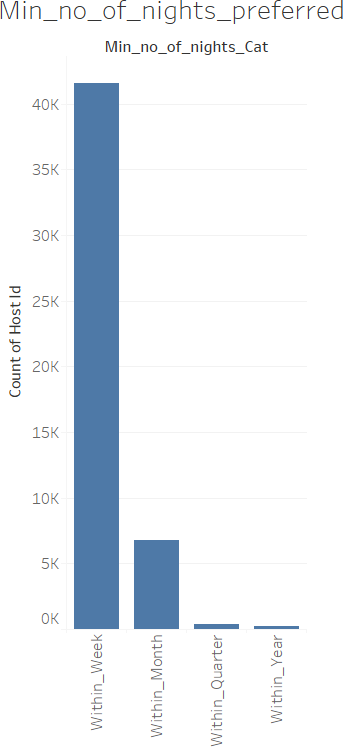 Min_no_of_nights_preferred
Min_no_of_nights_Cat
Count of Host Id
40K
35K
30K
25K
20K
15K
10K
5K
0K
Within_Week
Within_Month
Within_Quarter
Within_Year